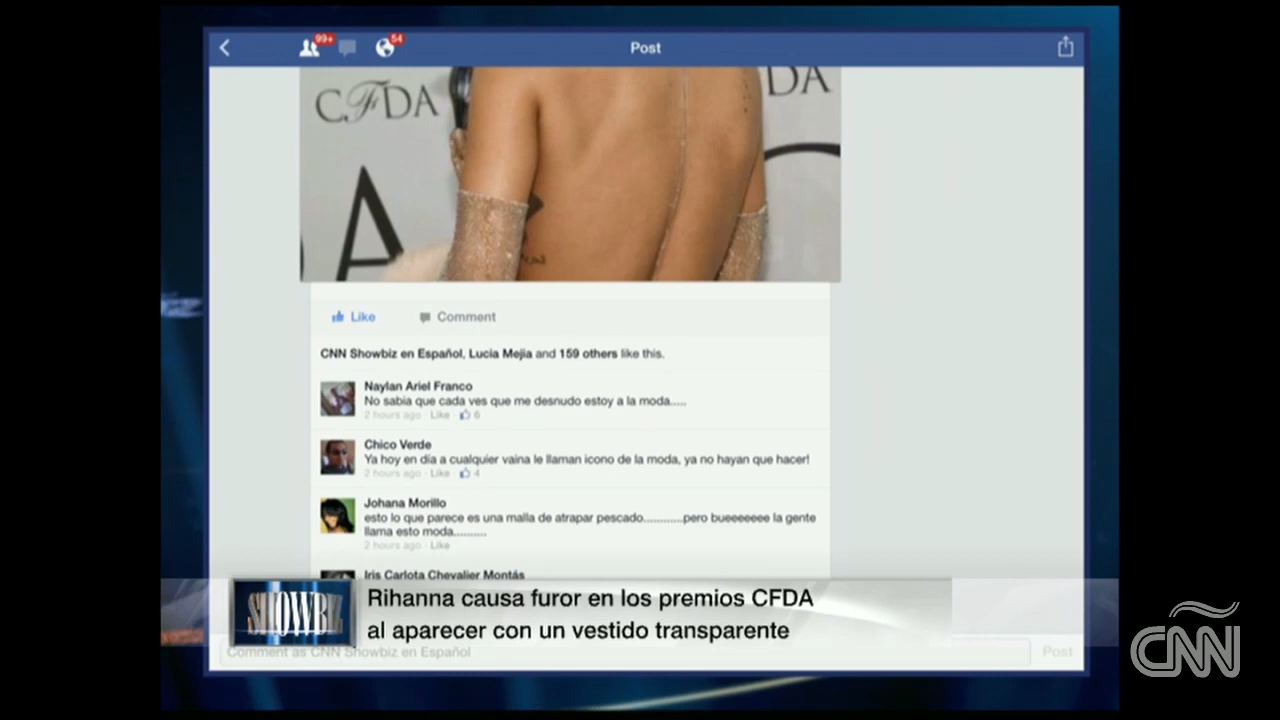 99+
54
Post
CFDA
DA
A
Like
Comment
CNN Showbiz en Español, Lucia Mejia and 159 others like this.
Naylan Ariel Franco
No sabia que cada ves que me desnudo estoy a la moda.....
2 hours ago · Like · 6
Chico Verde
Ya hoy en día a cualquier vaina le llaman icono de la moda, ya no hayan que hacer!
2 hours ago · Like · 4
Johana Morillo
esto lo que parece es una malla de atrapar pescado............pero bueeeeeee la gente
llama esto moda..........
2 hours ago · Like
Iris Carlota Chevalier Montás
SHOWBIZ
Rihanna causa furor en los premios CFDA
al aparecer con un vestido transparente
Comment as CNN Showbiz en Español
Post
CNN